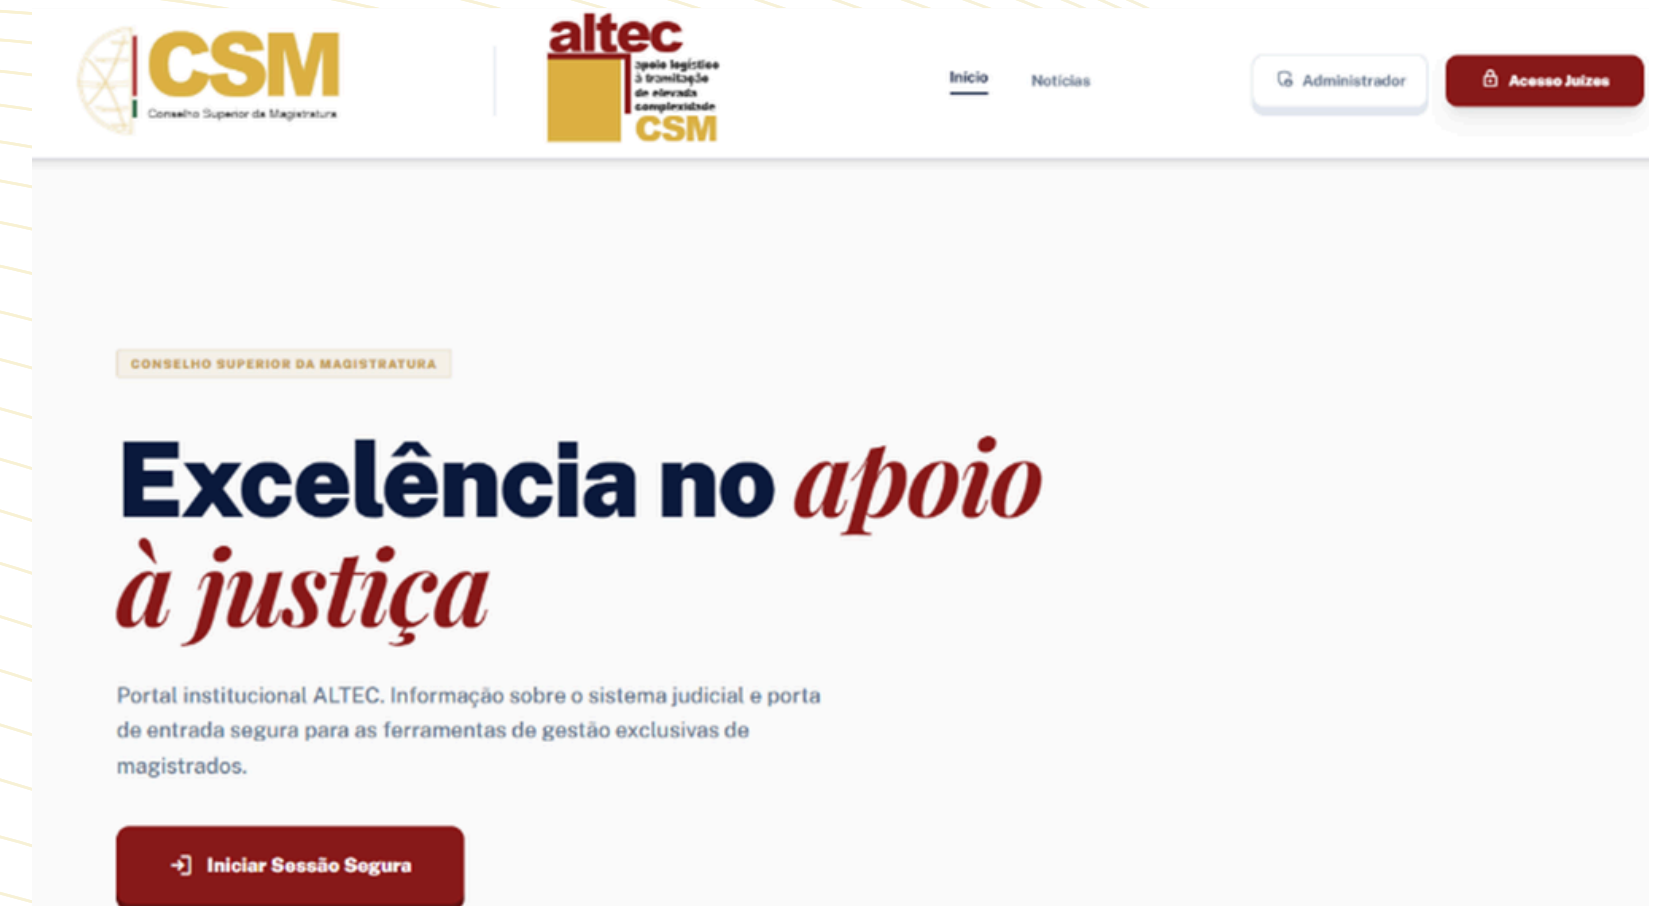 CSM
Conselho Superior da Magistratura
altec
apoio logístico
à tramitação
de elevada
complexidade
CSM
Início
Notícias
Administrador
Acesso Juízes
CONSELHO SUPERIOR DA MAGISTRATURA
Excelência no apoio
à justiça
Portal institucional ALTEC. Informação sobre o sistema judicial e porta
de entrada segura para as ferramentas de gestão exclusivas de
magistrados.
Iniciar Sessão Segura